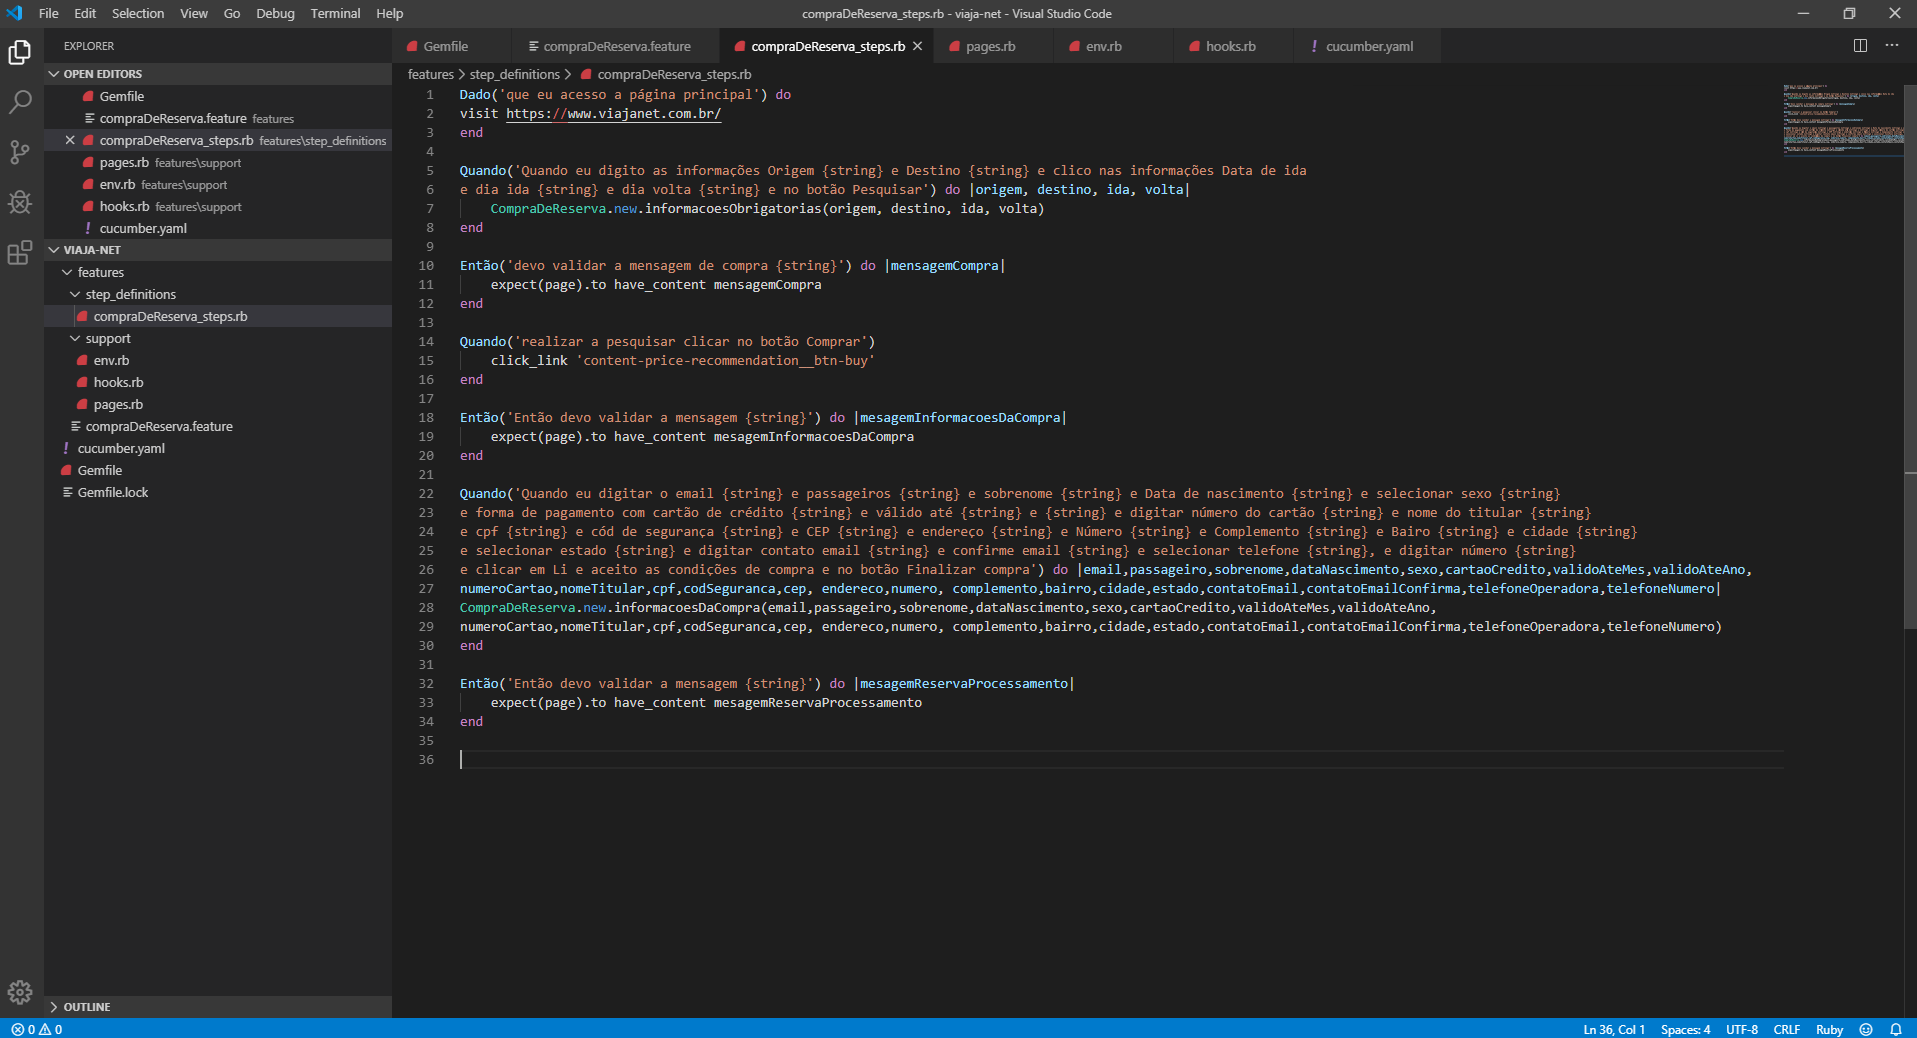 File Edit Selection View Go Debug Terminal Help
compraDeReserva_steps.rb - viaja-net - Visual Studio Code
EXPLORER
OPEN EDITORS
Gemfile
compraDeReserva.feature features
compraDeReserva_steps.rb features\step_definitions
pages.rb features\support
env.rb features\support
hooks.rb features\support
! cucumber.yaml
VIAJA-NET
features
step_definitions
compraDeReserva_steps.rb
support
env.rb
hooks.rb
pages.rb
compraDeReserva.feature
! cucumber.yaml
Gemfile
Gemfile.lock
OUTLINE
Gemfile compraDeReserva.feature compraDeReserva_steps.rb pages.rb env.rb hooks.rb ! cucumber.yaml
features > step_definitions > compraDeReserva_steps.rb
1 Dado('que eu acesso a página principal') do
2 visit https://www.viajanet.com.br/
3 end
4
5 Quando('Quando eu digito as informações Origem {string} e Destino {string} e clico nas informações Data de ida
6 e dia ida {string} e dia volta {string} e no botão Pesquisar') do |origem, destino, ida, volta|
7 CompraDeReserva.new.informacoesObrigatorias(origem, destino, ida, volta)
8 end
9
10 Então('devo validar a mensagem de compra {string}') do |mensagemCompra|
11 expect(page).to have_content mensagemCompra
12 end
13
14 Quando('realizar a pesquisar clicar no botão Comprar')
15 click_link 'content-price-recommendation__btn-buy'
16 end
17
18 Então('Então devo validar a mensagem {string}') do |mesagemInformacoesDaCompra|
19 expect(page).to have_content mesagemInformacoesDaCompra
20 end
21
22 Quando('Quando eu digitar o email {string} e passageiros {string} e sobrenome {string} e Data de nascimento {string} e selecionar sexo {string}
23 e forma de pagamento com cartão de crédito {string} e válido até {string} e {string} e digitar número do cartão {string} e nome do titular {string}
24 e cpf {string} e cód de segurança {string} e CEP {string} e endereço {string} e Número {string} e Complemento {string} e Bairo {string} e cidade {string}
25 e selecionar estado {string} e digitar contato email {string} e confirme email {string} e selecionar telefone {string}, e digitar número {string}
26 e clicar em Li e aceito as condições de compra e no botão Finalizar compra') do |email,passageiro,sobrenome,dataNascimento,sexo,cartaoCredito,validoAteMes,validoAteAno,
27 numeroCartao,nomeTitular,cpf,codSeguranca,cep, endereco,numero, complemento,bairro,cidade,estado,contatoEmail,contatoEmailConfirma,telefoneOperadora,telefoneNumero|
28 CompraDeReserva.new.informacoesDaCompra(email,passageiro,sobrenome,dataNascimento,sexo,cartaoCredito,validoAteMes,validoAteAno,
29 numeroCartao,nomeTitular,cpf,codSeguranca,cep, endereco,numero, complemento,bairro,cidade,estado,contatoEmail,contatoEmailConfirma,telefoneOperadora,telefoneNumero)
30 end
31
32 Então('Então devo validar a mensagem {string}') do |mesagemReservaProcessamento|
33 expect(page).to have_content mesagemReservaProcessamento
34 end
35
36
0 0 Ln 36, Col 1 Spaces: 4 UTF-8 CRLF Ruby